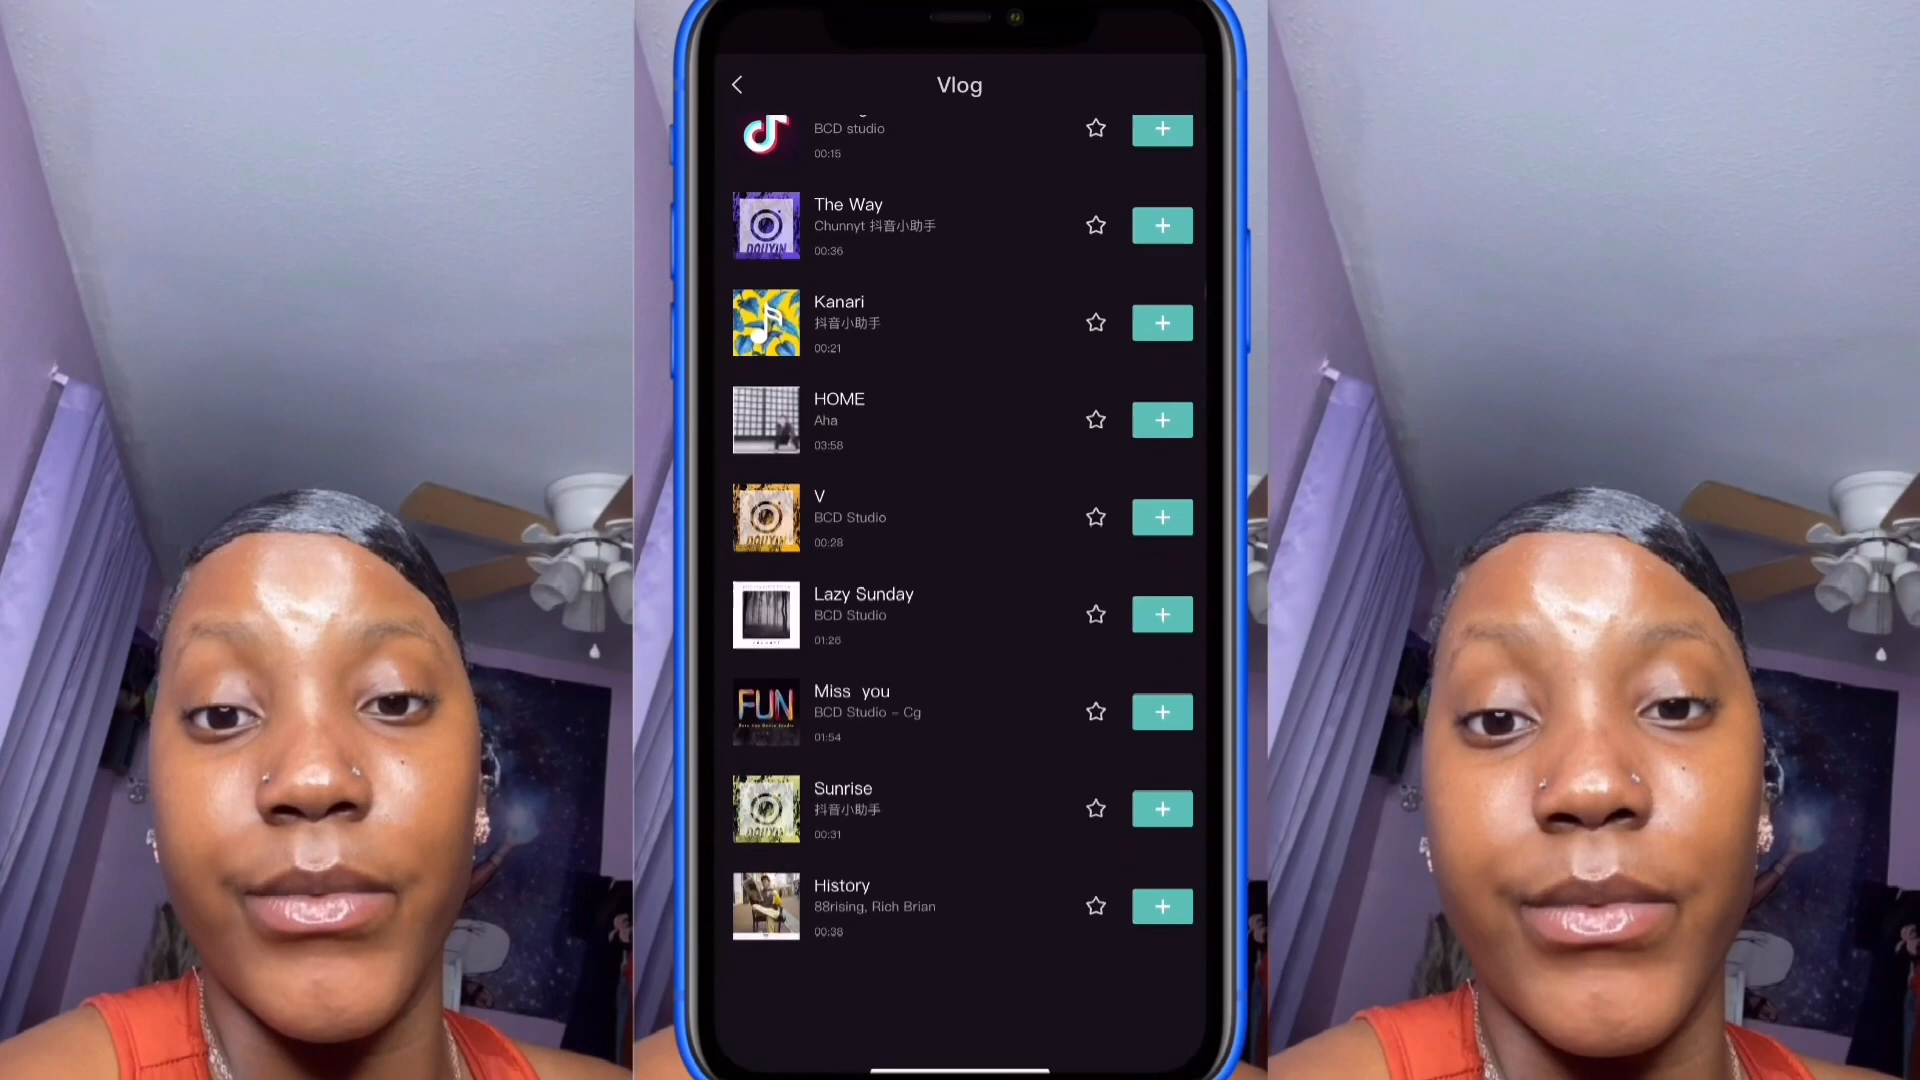 Vlog
BCD studio
00:15
The Way
Chunnyt 抖音小助手
00:36
DOUYIN
Kanari
抖音小助手
00:21
HOME
Aha
03:58
V
BCD Studio
00:28
DOUYIN
Lazy Sunday
BCD Studio
01:26
Miss you
BCD Studio - Cg
01:54
FUN
Sunrise
抖音小助手
00:31
History
88rising, Rich Brian
00:38